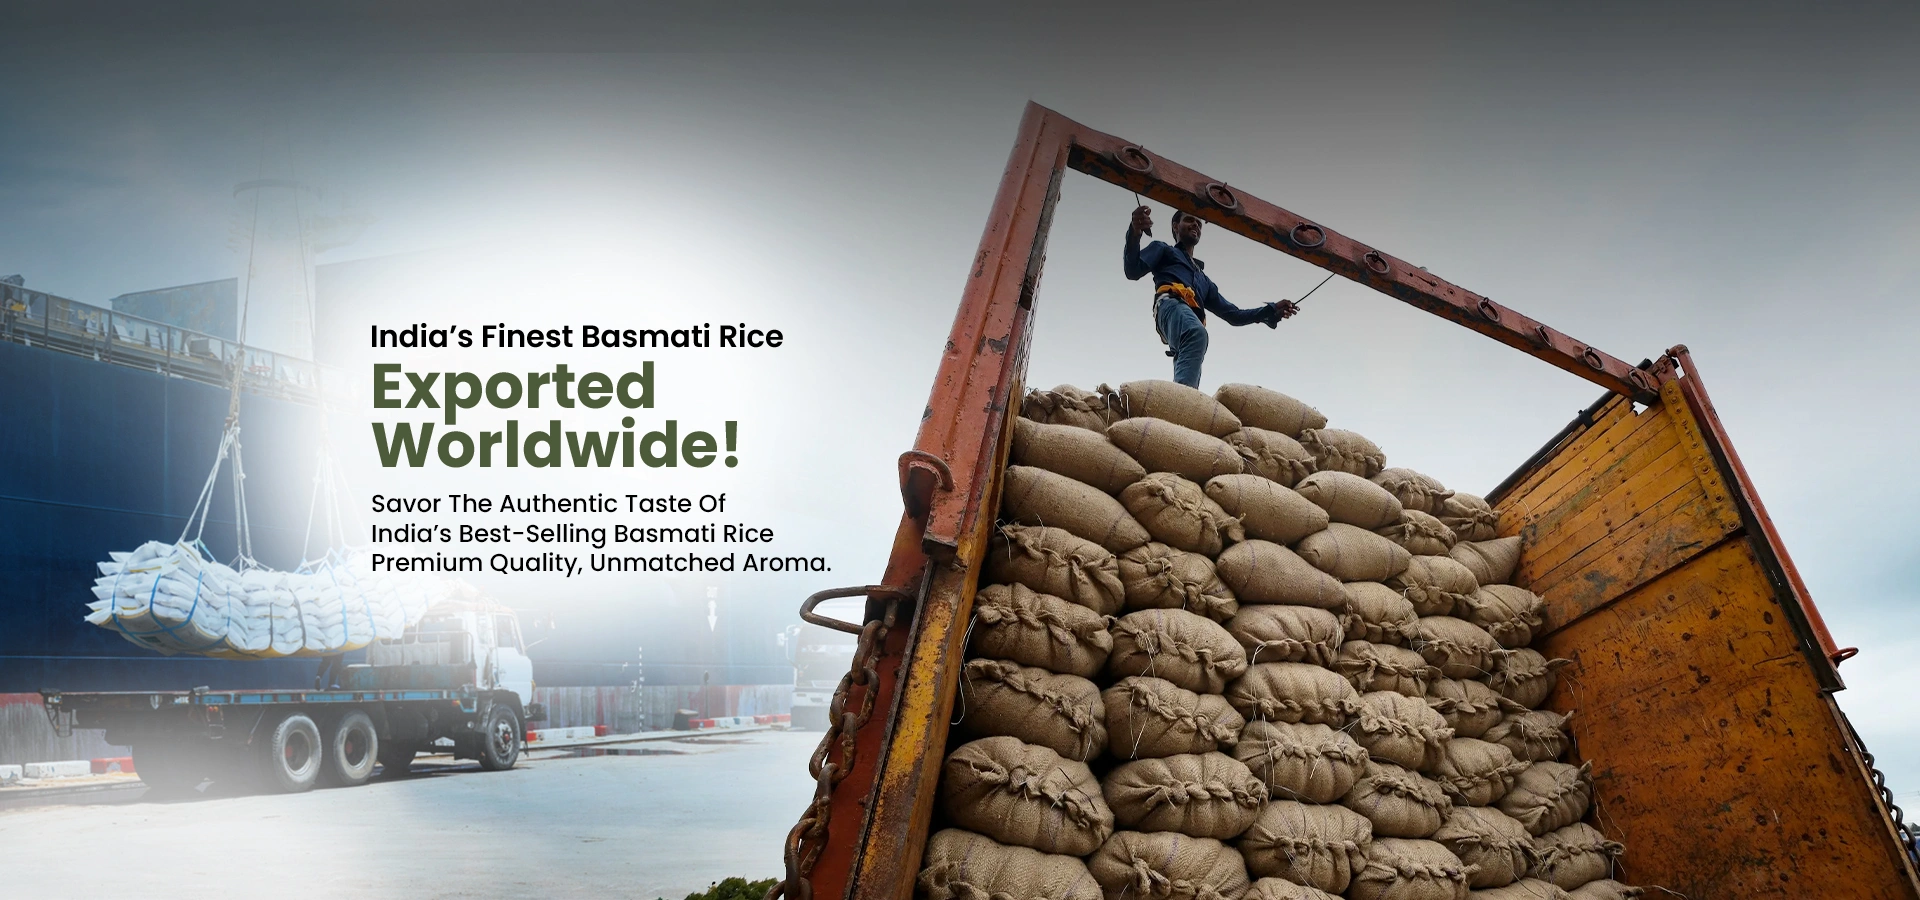 India’s Finest Basmati Rice
Exported
Worldwide!
Savor The Authentic Taste Of
India’s Best-Selling Basmati Rice
Premium Quality, Unmatched Aroma.